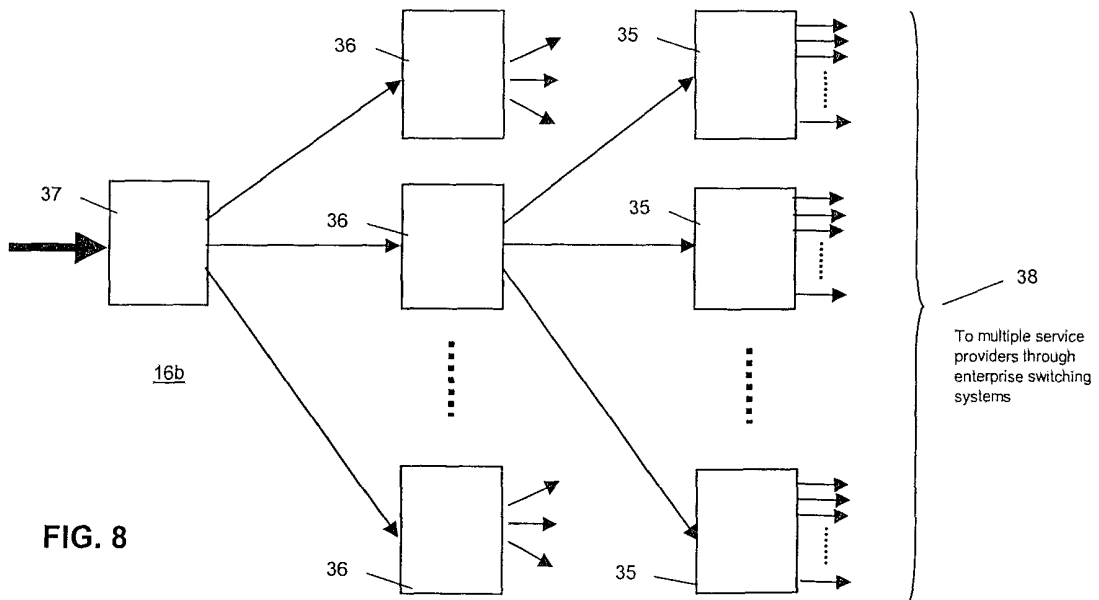 36
35
37
36
35
38
To multiple service
providers through
enterprise switching
systems
16b
FIG. 8
36
35